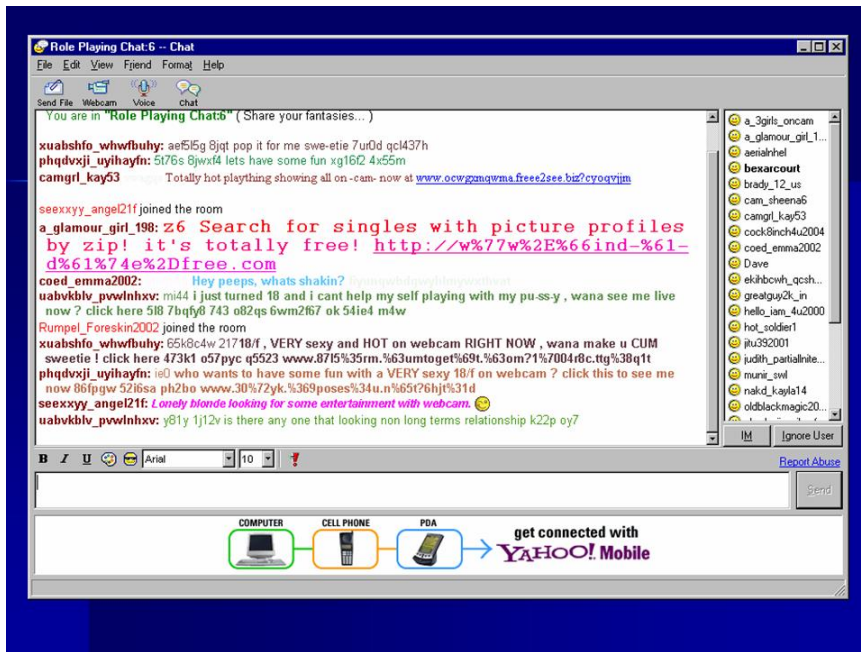 Role Playing Chat:6 -- Chat
File Edit View Friend Format Help
Send File Webcam Voice Chat
You are in "Role Playing Chat:6" ( Share your fantasies... )
xuabshfo_whwfbuhy: aef5l5g 8jqt pop it for me swe-etie 7ur0d qcl437h
phqdvxji_uyihayfn: 5t76s 8jwxf4 lets have some fun xg16f2 4x55m
camgrl_kay53 Totally hot plaything showing all on -cam- now at www.ocwgzmqwma.freee2see.biz?cyoqvjjm
seexxyy_angel21f joined the room
a_glamour_girl_198: z6 Search for singles with picture profiles
by zip! it's totally free! http://w%77w%2E%66ind-%61-
d%61%74e%2Dfree.com
coed_emma2002: Hey peeps, whats shakin?
uabvkblv_pvwlnhxv: mi44 i just turned 18 and i cant help my self playing with my pu-ss-y , wana see me live
now ? click here 5l8 7bqfy8 743 o82qs 6wm2f67 ok 54ie4 m4w
Rumpel_Foreskin2002 joined the room
xuabshfo_whwfbuhy: 65k8c4w 21718/f , VERY sexy and HOT on webcam RIGHT NOW , wana make u CUM
sweetie ! click here 473k1 o57pyc q5523 www.87l5%35rm.%63umtoget%69t.%63om?1%7004r8c.ttg%38q1t
phqdvxji_uyihayfn: ie0 who wants to have some fun with a VERY sexy 18/f on webcam ? click this to see me
now 86fpgw 52i6sa ph2bo www.30%72yk.%369poses%34u.n%65t?6hjt%31d
seexxyy_angel21f: Lonely blonde looking for some entertainment with webcam.
uabvkblv_pvwlnhxv: y81y 1j12v is there any one that looking non long terms relationship k22p oy7
a_3girls_oncam
a_glamour_girl_1...
aerialnhel
bexarcourt
brady_12_us
cam_sheena6
camgrl_kay53
cock8inch4u2004
coed_emma2002
Dave
ekihbcwh_qcsh...
greatguy2k_in
hello_iam_4u2000
hot_soldier1
jitu392001
judith_partiallnite...
munir_swl
nakd_kayla14
oldblackmagic20...
IM Ignore User
B I U Arial 10
Report Abuse
Send
COMPUTER CELL PHONE PDA
get connected with
YAHOO! Mobile